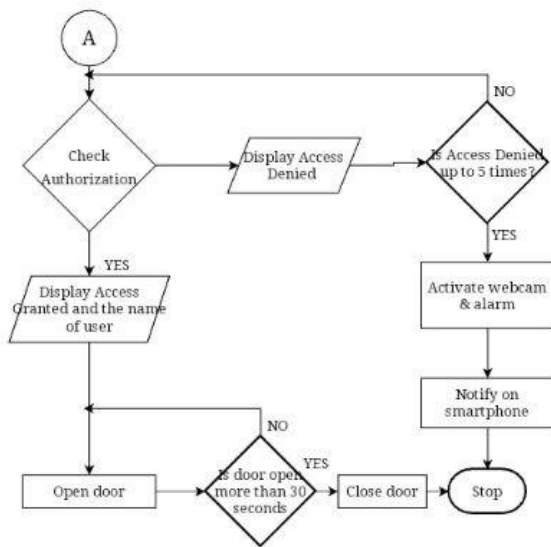 A
NO
Check
Authorization
Display Access
Denied
Is Access Denied
up to 5 times?
YES
YES
Display Access
Granted and the name
of user
Activate webcam
& alarm
Notify on
smartphone
NO
Open door
Is door open
more than 30
seconds
YES
Close door
Stop